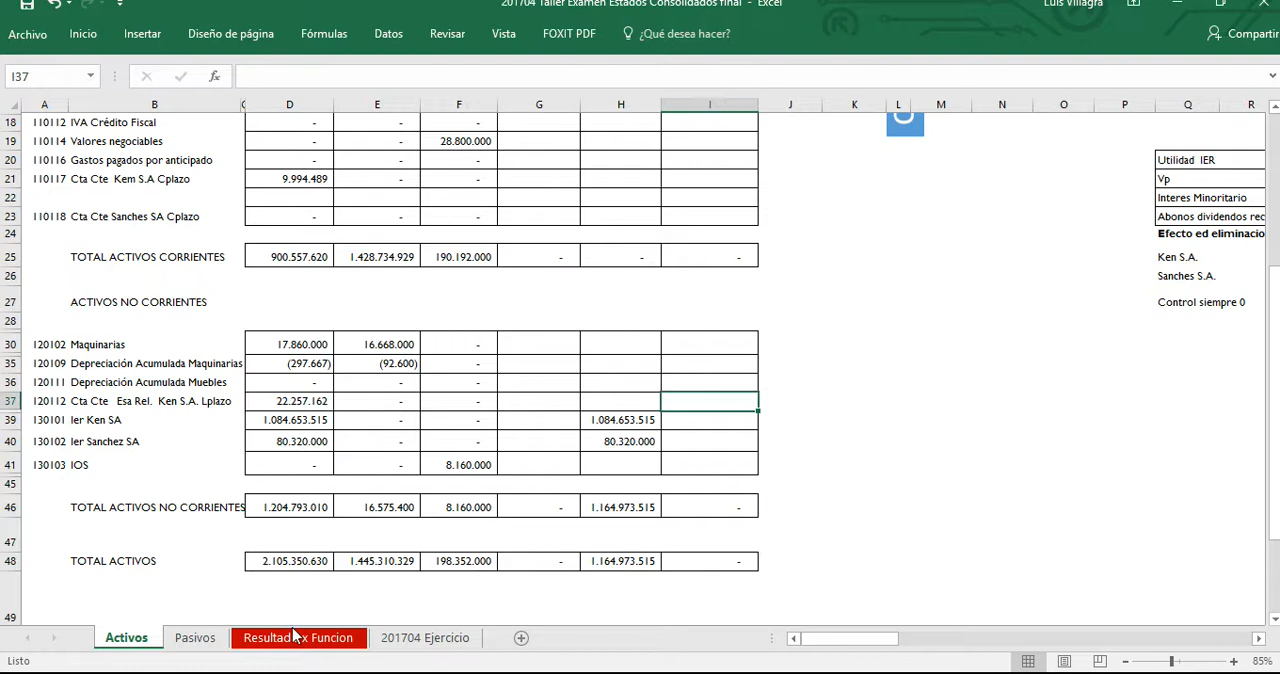 201704 Taller Examen Estados Consolidados final - Excel
Luis Villagra
Archivo Inicio Insertar Diseño de página Fórmulas Datos Revisar Vista FOXIT PDF ¿Qué desea hacer? Compartir
I37 fx
A B C D E F G H I J K L M N O P Q R
18 110112 IVA Crédito Fiscal - - -
19 110114 Valores negociables - - 28.800.000
20 110116 Gastos pagados por anticipado - - - Utilidad IER
21 110117 Cta Cte Kem S.A Cplazo 9.994.489 - - Vp
22 Interes Minoritario
23 110118 Cta Cte Sanches SA Cplazo - - - Abonos dividendos rec
24 Efecto ed eliminacio
25 TOTAL ACTIVOS CORRIENTES 900.557.620 1.428.734.929 190.192.000 - - - Ken S.A.
26 Sanches S.A.
27 ACTIVOS NO CORRIENTES Control siempre 0
28
30 120102 Maquinarias 17.860.000 16.668.000 -
35 120109 Depreciación Acumulada Maquinarias (297.667) (92.600) -
36 120111 Depreciación Acumulada Muebles - - -
37 120112 Cta Cte Esa Rel. Ken S.A. Lplazo 22.257.162 - -
39 130101 Ier Ken SA 1.084.653.515 - - 1.084.653.515
40 130102 Ier Sanchez SA 80.320.000 - - 80.320.000
41 130103 IOS - - 8.160.000
45
46 TOTAL ACTIVOS NO CORRIENTES 1.204.793.010 16.575.400 8.160.000 - 1.164.973.515 -
47
48 TOTAL ACTIVOS 2.105.350.630 1.445.310.329 198.352.000 - 1.164.973.515 -
49
Activos Pasivos Resultado x Funcion 201704 Ejercicio
Listo 85%